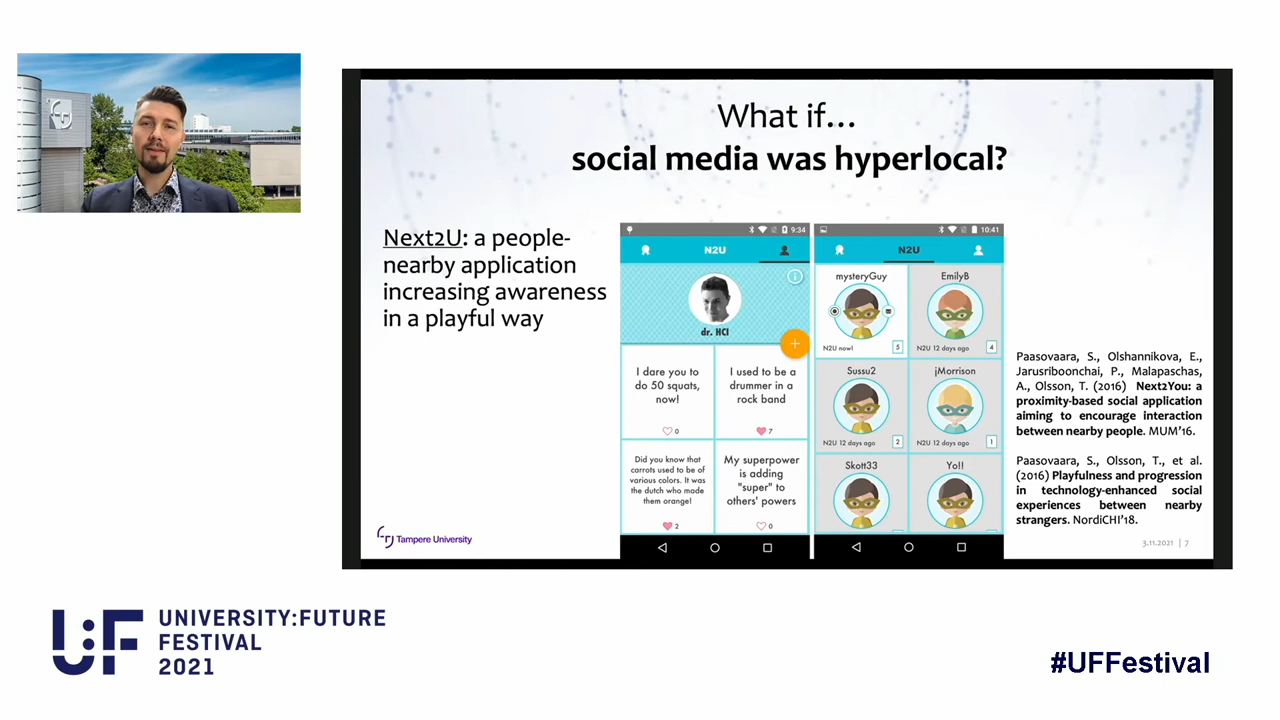 What if…
social media was hyperlocal?
Next2U: a people-
nearby application
increasing awareness
in a playful way
9:34
N2U
dr. HCI
I dare you to
do 50 squats,
now!
0
I used to be a
drummer in a
rock band
7
Did you know that
carrots used to be of
various colors. It was
the dutch who made
them orange!
2
My superpower
is adding
"super" to
others' powers
0
10:41
N2U
mysteryGuy
N2U now!
5
EmilyB
N2U 12 days ago
4
Sussu2
N2U 12 days ago
2
jMorrison
N2U 12 days ago
1
Skott33
Yo!!
Paasovaara, S., Olshannikova, E.,
Jarusriboonchai, P., Malapaschas,
A., Olsson, T. (2016) Next2You: a
proximity-based social application
aiming to encourage interaction
between nearby people. MUM'16.
Paasovaara, S., Olsson, T., et al.
(2016) Playfulness and progression
in technology-enhanced social
experiences between nearby
strangers. NordiCHI'18.
Tampere University
3.11.2021 | 7
U:F
UNIVERSITY:FUTURE
FESTIVAL
2021
#UFFestival